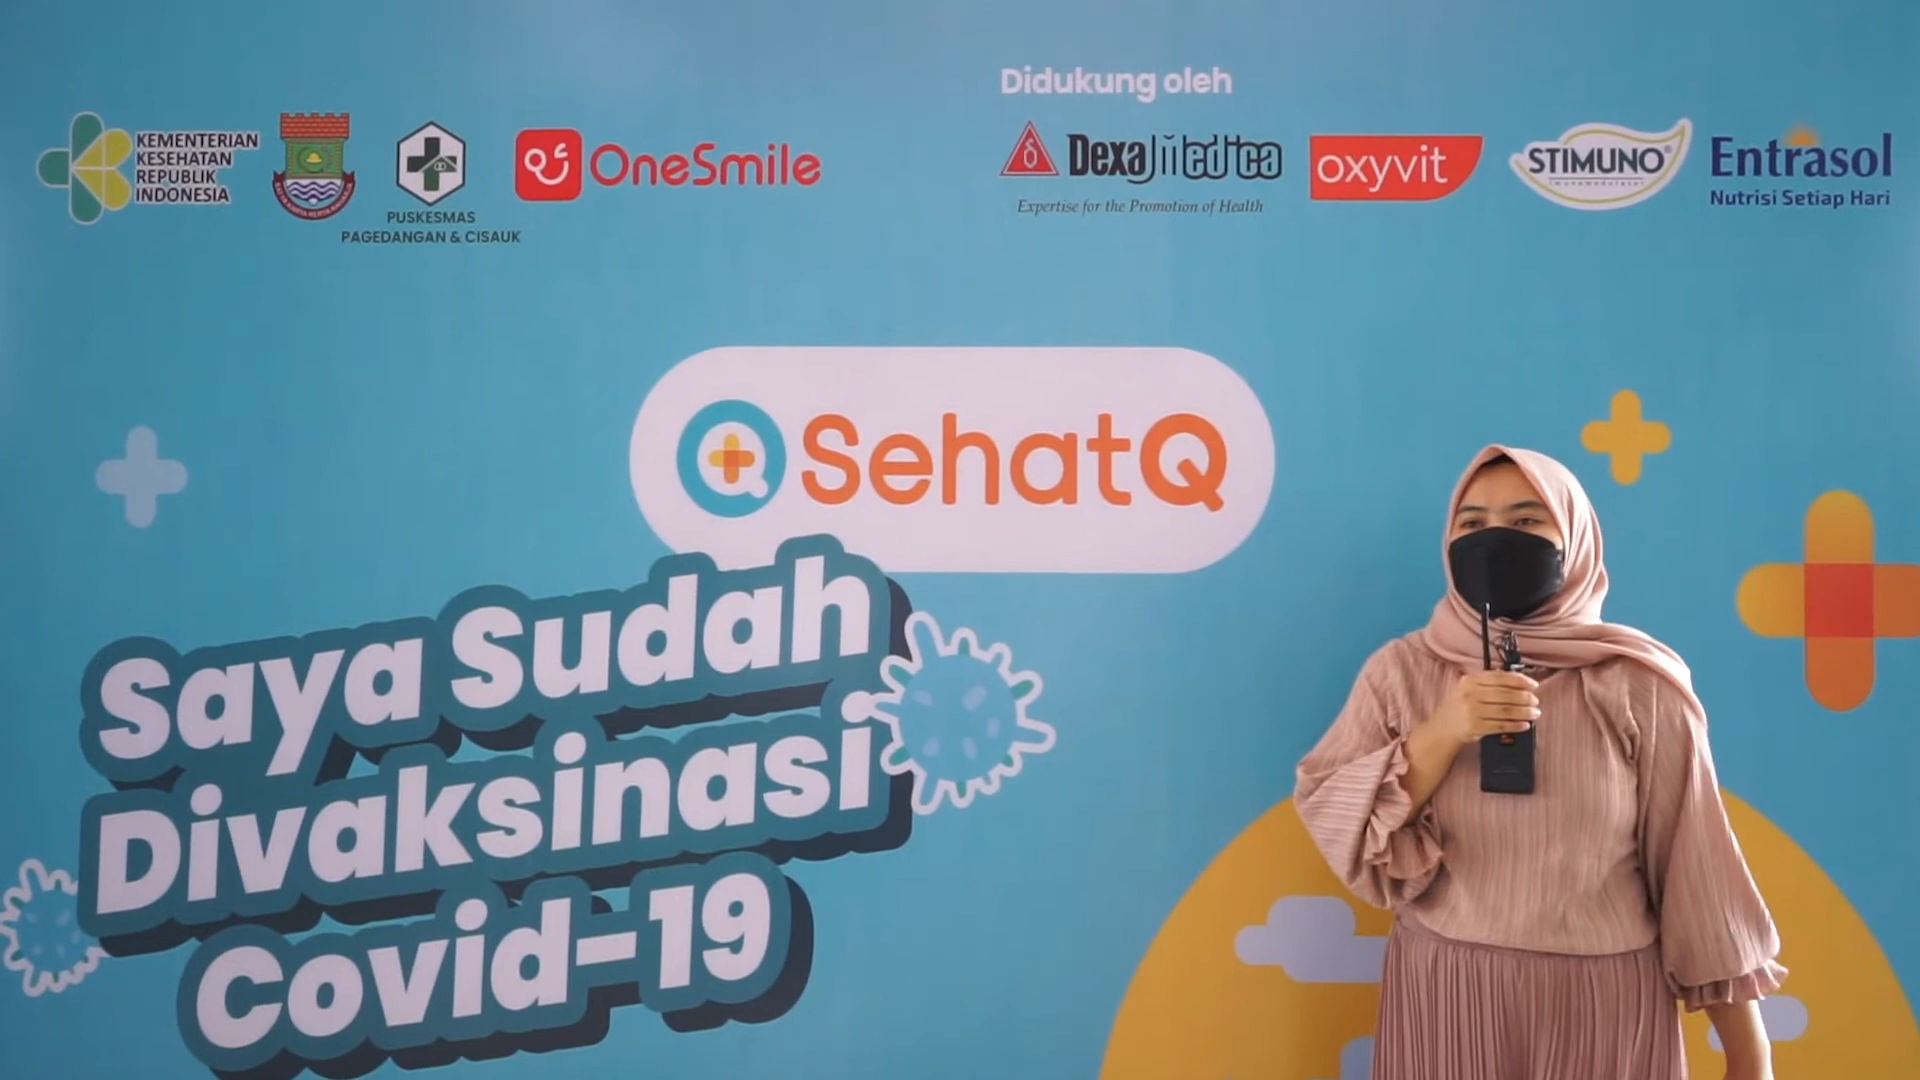 Didukung oleh
KEMENTERIAN
KESEHATAN
REPUBLIK
INDONESIA
PUSKESMAS
PAGEDANGAN & CISAUK
OneSmile
Dexa Medica
Expertise for the Promotion of Health
oxyvit
STIMUNO®
Imunomodulator
Entrasol
Nutrisi Setiap Hari
SehatQ
Saya Sudah
Divaksinasi
Covid-19